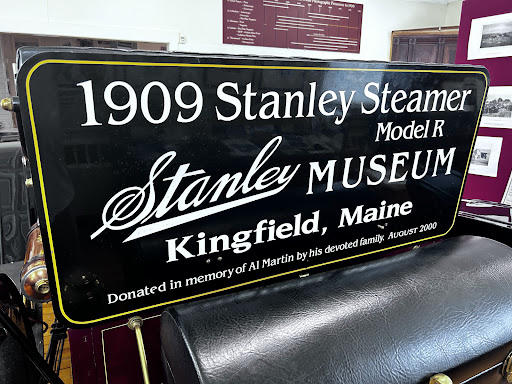 1909 Stanley Steamer
Model R
Stanley MUSEUM
Kingfield, Maine
Donated in memory of Al Martin by his devoted family. AUGUST 2000